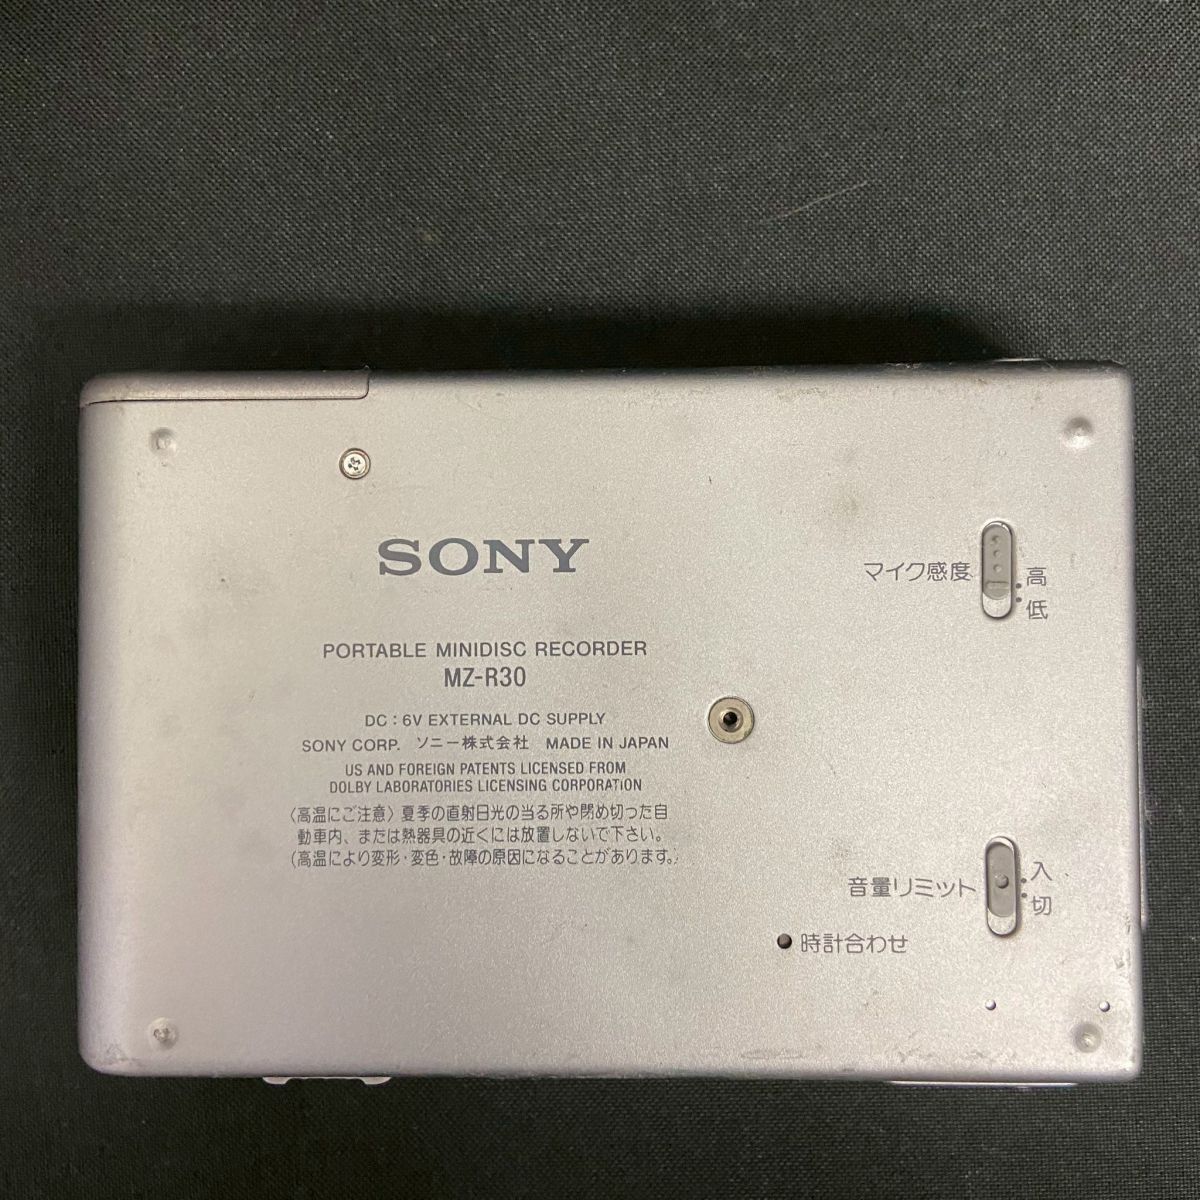 SONY
PORTABLE MINIDISC RECORDER
MZ-R30
DC : 6V EXTERNAL DC SUPPLY
SONY CORP. ソニー株式会社 MADE IN JAPAN
US AND FOREIGN PATENTS LICENSED FROM
DOLBY LABORATORIES LICENSING CORPORATION
〈高温にご注意〉夏季の直射日光の当る所や閉め切った自
動車内、または熱器具の近くには放置しないで下さい。
(高温により変形・変色・故障の原因になることがあります。)
マイク感度
高
低
音量リミット
入
切
時計合わせ